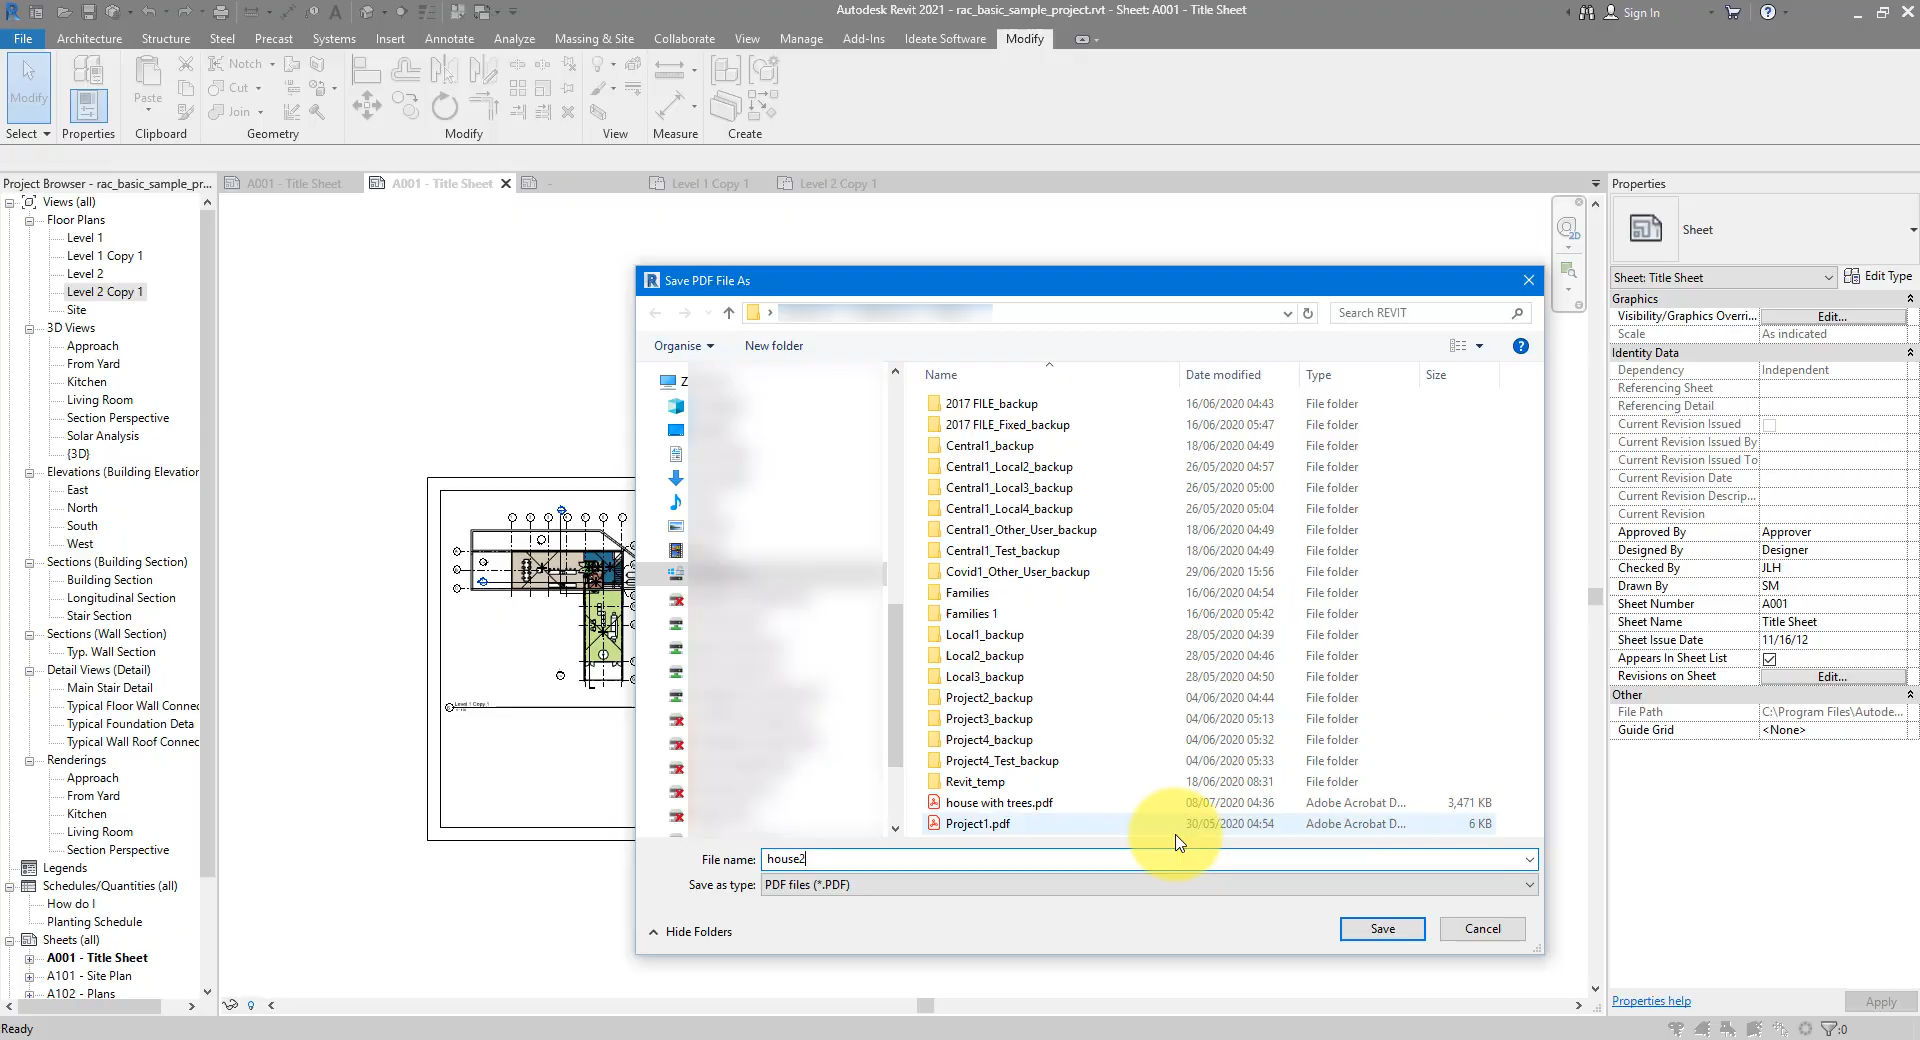 Autodesk Revit 2021 - rac_basic_sample_project.rvt - Sheet: A001 - Title Sheet
Sign In
File Architecture Structure Steel Precast Systems Insert Annotate Analyze Massing & Site Collaborate View Manage Add-Ins Ideate Software Modify
Modify
Paste
Notch
Cut
Join
Select Properties Clipboard Geometry Modify View Measure Create
Project Browser - rac_basic_sample_pr...
A001 - Title Sheet
A001 - Title Sheet
-
Level 1 Copy 1
Level 2 Copy 1
Views (all)
Floor Plans
Level 1
Level 1 Copy 1
Level 2
Level 2 Copy 1
Site
3D Views
Approach
From Yard
Kitchen
Living Room
Section Perspective
Solar Analysis
{3D}
Elevations (Building Elevation
East
North
South
West
Sections (Building Section)
Building Section
Longitudinal Section
Stair Section
Sections (Wall Section)
Typ. Wall Section
Detail Views (Detail)
Main Stair Detail
Typical Floor Wall Connec
Typical Foundation Deta
Typical Wall Roof Connec
Renderings
Approach
From Yard
Kitchen
Living Room
Section Perspective
Legends
Schedules/Quantities (all)
How do I
Planting Schedule
Sheets (all)
A001 - Title Sheet
A101 - Site Plan
A102 - Plans
Ready
Level 1 Copy 1
2D
Save PDF File As
Search REVIT
Organise New folder
Z
Name Date modified Type Size
2017 FILE_backup 16/06/2020 04:43 File folder
2017 FILE_Fixed_backup 16/06/2020 05:47 File folder
Central1_backup 18/06/2020 04:49 File folder
Central1_Local2_backup 26/05/2020 04:57 File folder
Central1_Local3_backup 26/05/2020 05:00 File folder
Central1_Local4_backup 26/05/2020 05:04 File folder
Central1_Other_User_backup 18/06/2020 04:49 File folder
Central1_Test_backup 18/06/2020 04:49 File folder
Covid1_Other_User_backup 29/06/2020 15:56 File folder
Families 16/06/2020 04:54 File folder
Families 1 16/06/2020 05:42 File folder
Local1_backup 28/05/2020 04:39 File folder
Local2_backup 28/05/2020 04:46 File folder
Local3_backup 28/05/2020 04:50 File folder
Project2_backup 04/06/2020 04:44 File folder
Project3_backup 04/06/2020 05:13 File folder
Project4_backup 04/06/2020 05:32 File folder
Project4_Test_backup 04/06/2020 05:33 File folder
Revit_temp 18/06/2020 08:31 File folder
house with trees.pdf 08/07/2020 04:36 Adobe Acrobat D... 3,471 KB
Project1.pdf 30/05/2020 04:54 Adobe Acrobat D... 6 KB
File name: house2
Save as type: PDF files (*.PDF)
Hide Folders
Save Cancel
Properties
Sheet
Sheet: Title Sheet Edit Type
Graphics
Visibility/Graphics Overri... Edit...
Scale As indicated
Identity Data
Dependency Independent
Referencing Sheet
Referencing Detail
Current Revision Issued
Current Revision Issued By
Current Revision Issued To
Current Revision Date
Current Revision Descrip...
Current Revision
Approved By Approver
Designed By Designer
Checked By JLH
Drawn By SM
Sheet Number A001
Sheet Name Title Sheet
Sheet Issue Date 11/16/12
Appears In Sheet List
Revisions on Sheet Edit...
Other
File Path C:\Program Files\Autode...
Guide Grid <None>
Properties help Apply
:0